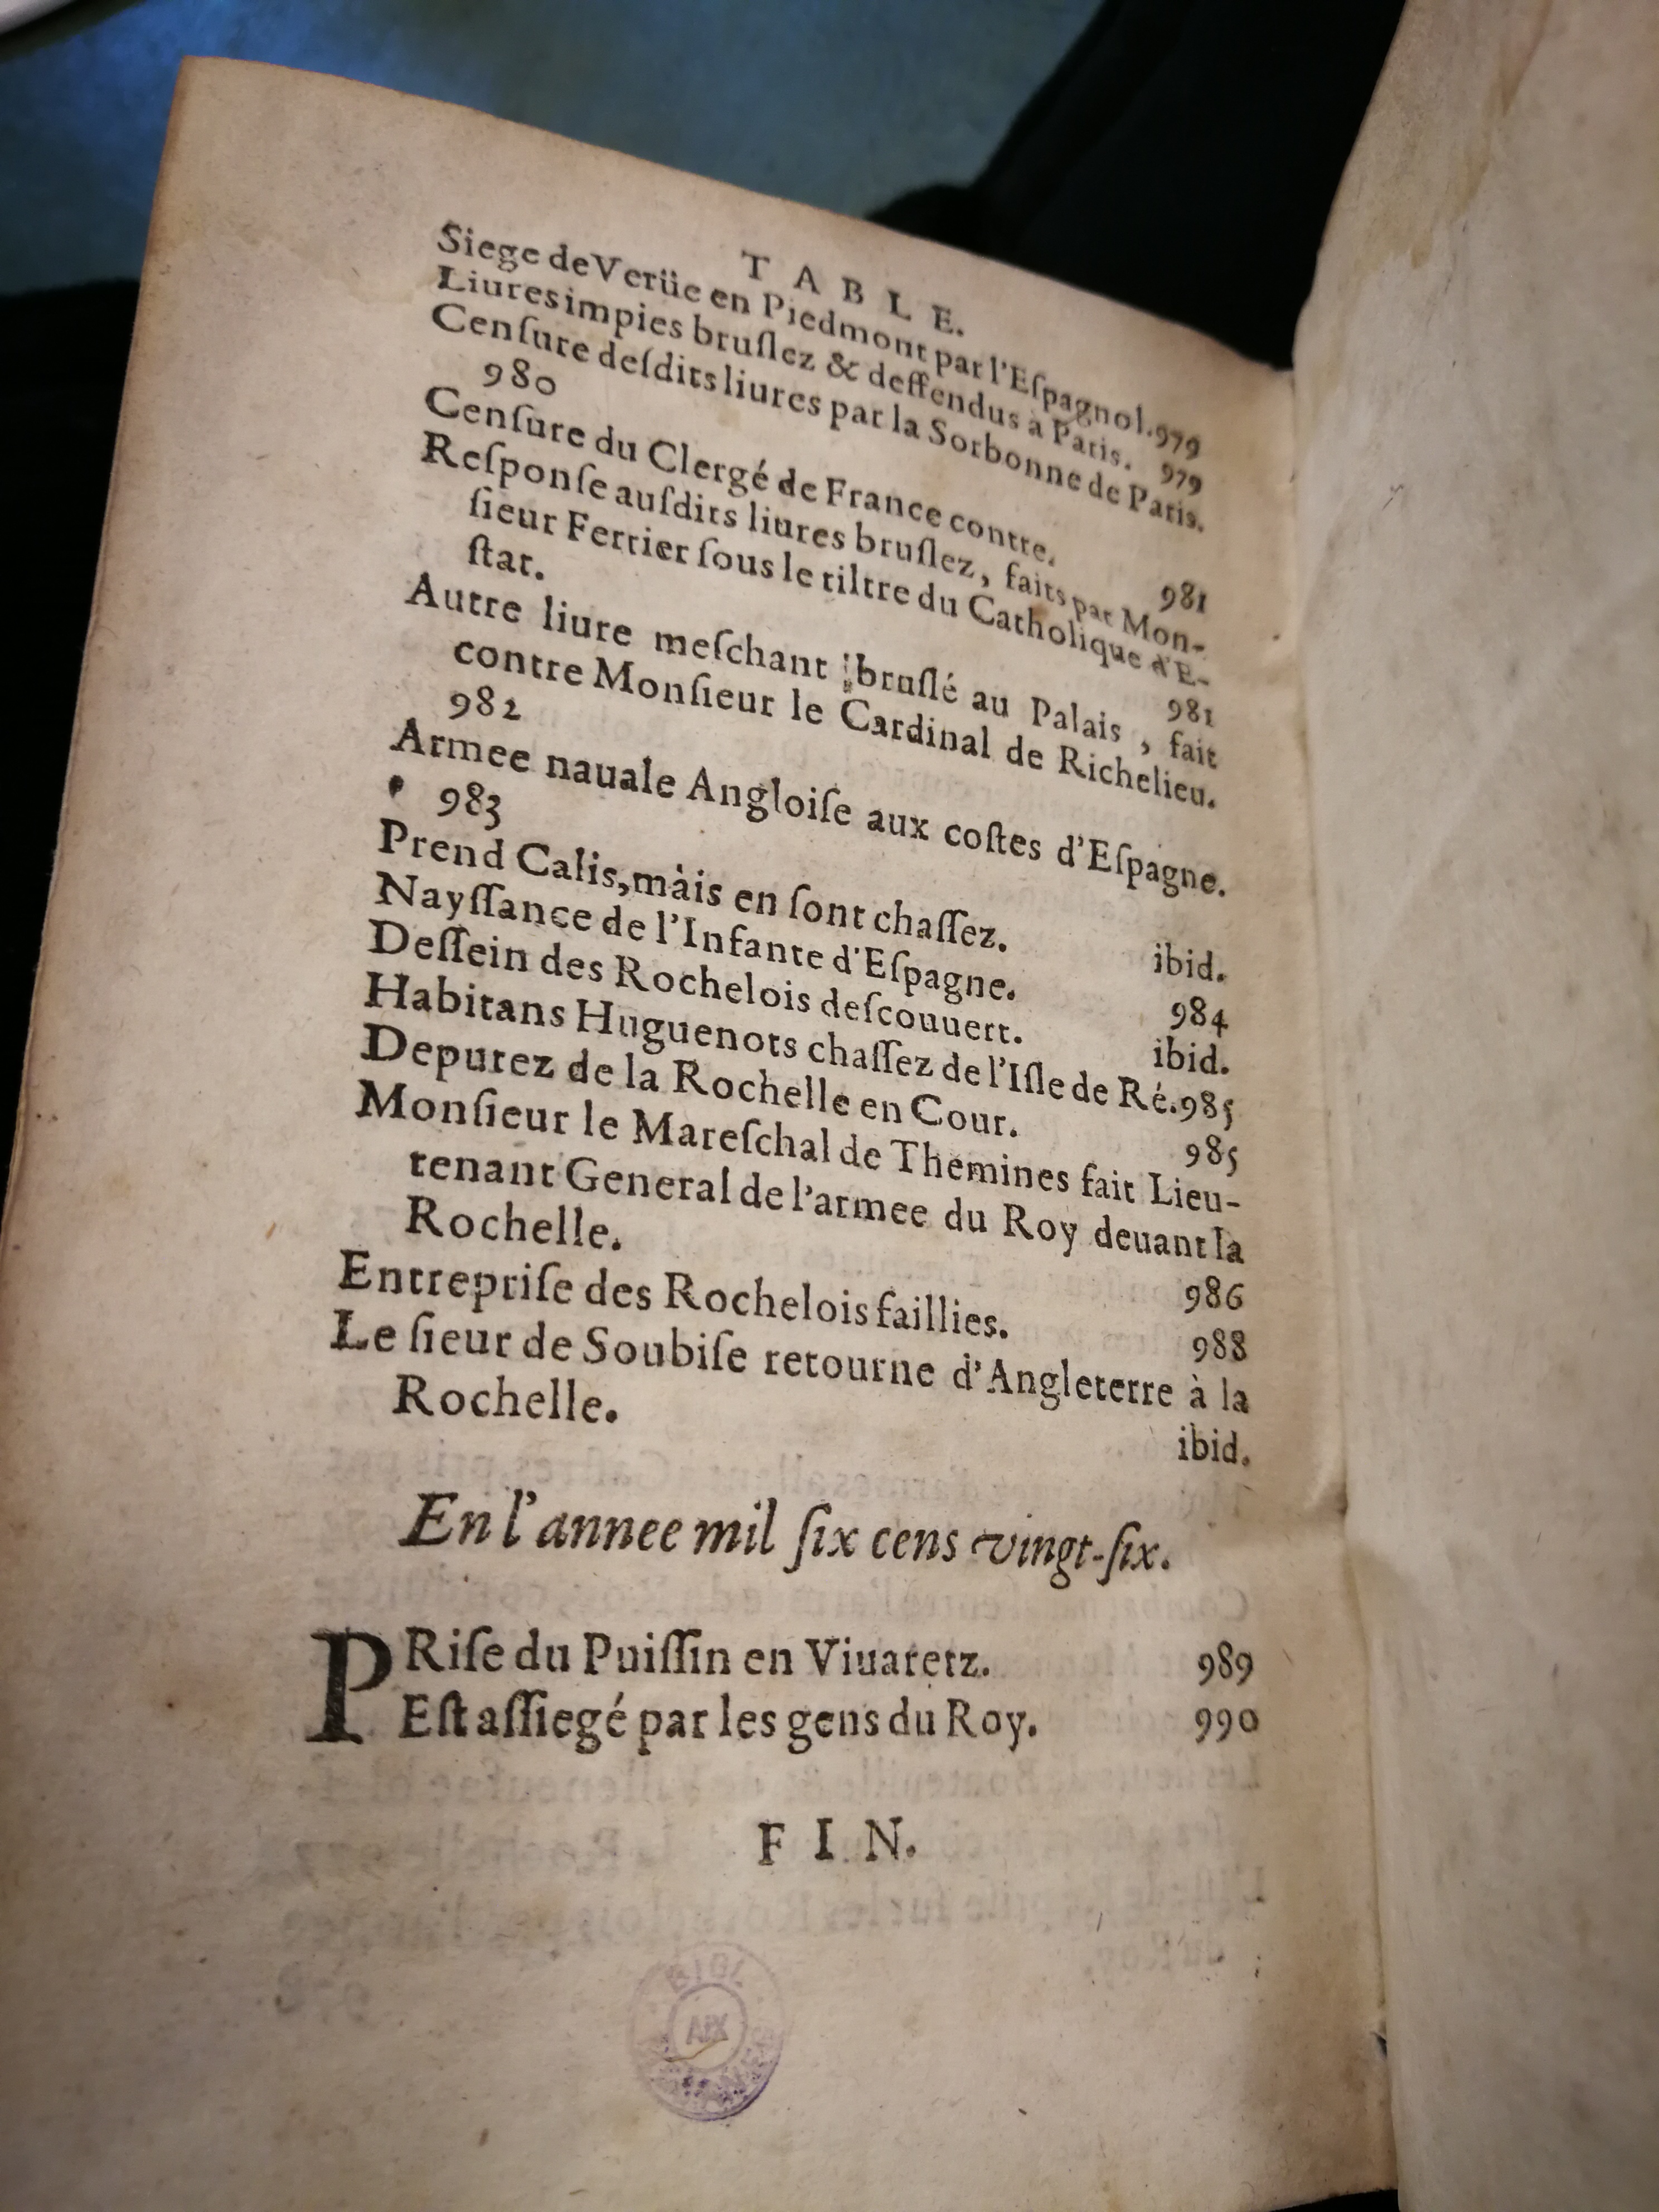 TABLE.
Siege de Verüe en Piedmont par l'Eſpagnol. 979
Liures impies bruſlez & deffendus à Paris. 979
Cenſure deſdits liures par la Sorbonne de Paris.
980
Cenſure du Clergé de France contre. 981
Reſponſe auſdits liures bruſlez, faits par Mon-
ſieur Ferrier ſous le tiltre du Catholique d'E-
ſtat. 981
Autre liure meſchant bruſlé au Palais, fait
contre Monſieur le Cardinal de Richelieu.
982
Armee nauale Angloiſe aux coſtes d'Eſpagne.
983
Prend Calis, mais en ſont chaſſez. ibid.
Nayſſance de l'Infante d'Eſpagne. 984
Deſſein des Rochelois deſcouuert. ibid.
Habitans Huguenots chaſſez de l'Iſle de Ré. 985
Deputez de la Rochelle en Cour. 985
Monſieur le Mareſchal de Themines fait Lieu-
tenant General de l'armee du Roy deuant la
Rochelle. 986
Entrepriſe des Rochelois faillies. 988
Le ſieur de Soubiſe retourne d'Angleterre à la
Rochelle. ibid.
En l'annee mil ſix cens vingt-ſix.
PRiſe du Puiſſin en Viuaretz. 989
Eſt aſſiegé par les gens du Roy. 990
FIN.
BIBL
AIX